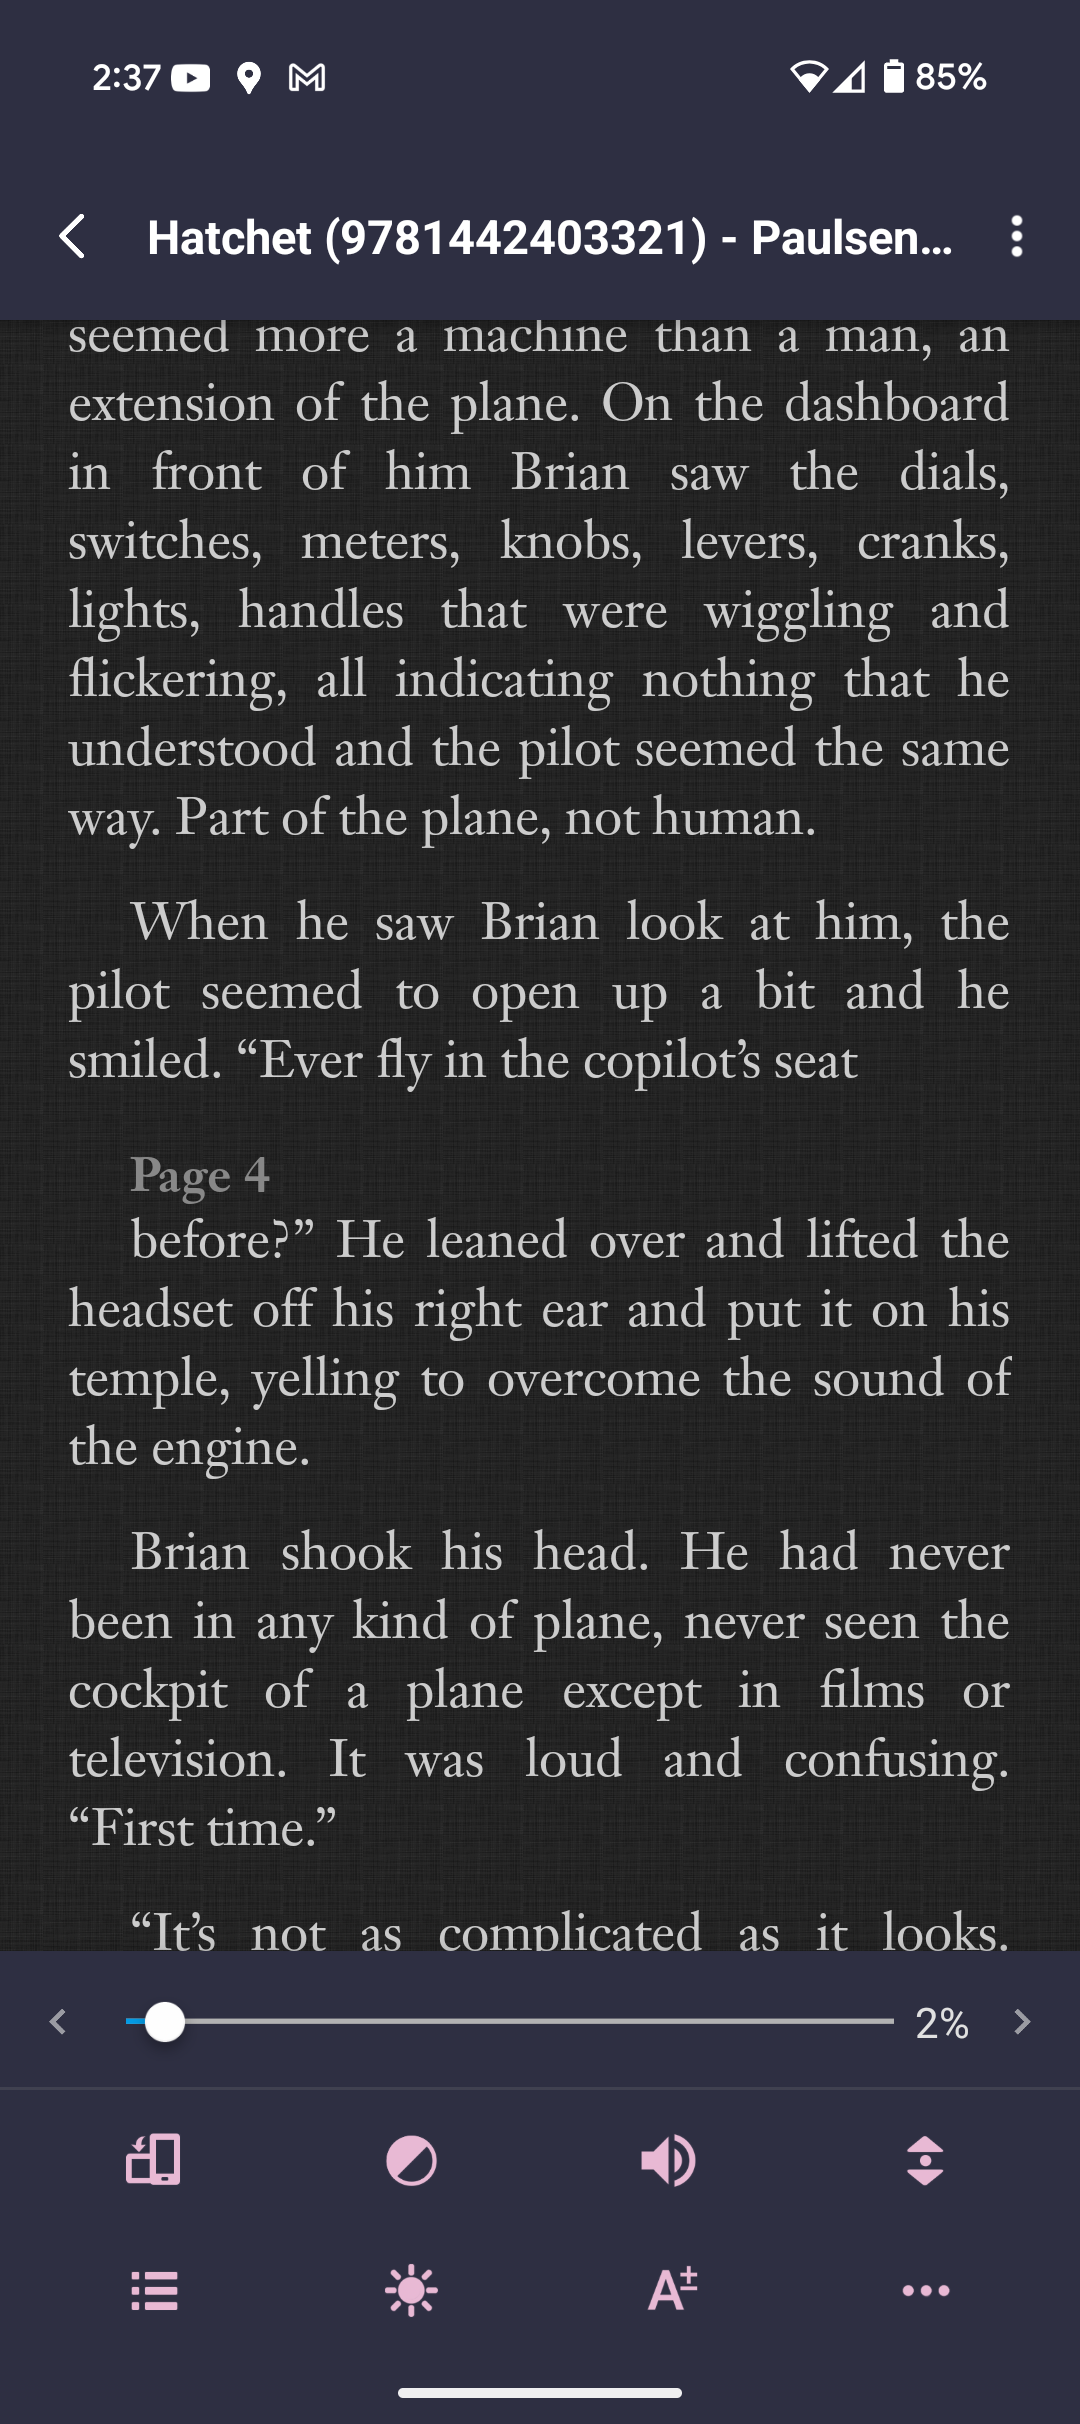 2:37
85%
Hatchet (9781442403321) - Paulsen...
seemed more a machine than a man, an
extension of the plane. On the dashboard
in front of him Brian saw the dials,
switches, meters, knobs, levers, cranks,
lights, handles that were wiggling and
flickering, all indicating nothing that he
understood and the pilot seemed the same
way. Part of the plane, not human.
When he saw Brian look at him, the
pilot seemed to open up a bit and he
smiled. “Ever fly in the copilot’s seat
Page 4
before?” He leaned over and lifted the
headset off his right ear and put it on his
temple, yelling to overcome the sound of
the engine.
Brian shook his head. He had never
been in any kind of plane, never seen the
cockpit of a plane except in films or
television. It was loud and confusing.
“First time.”
“It’s not as complicated as it looks.
2%
A±